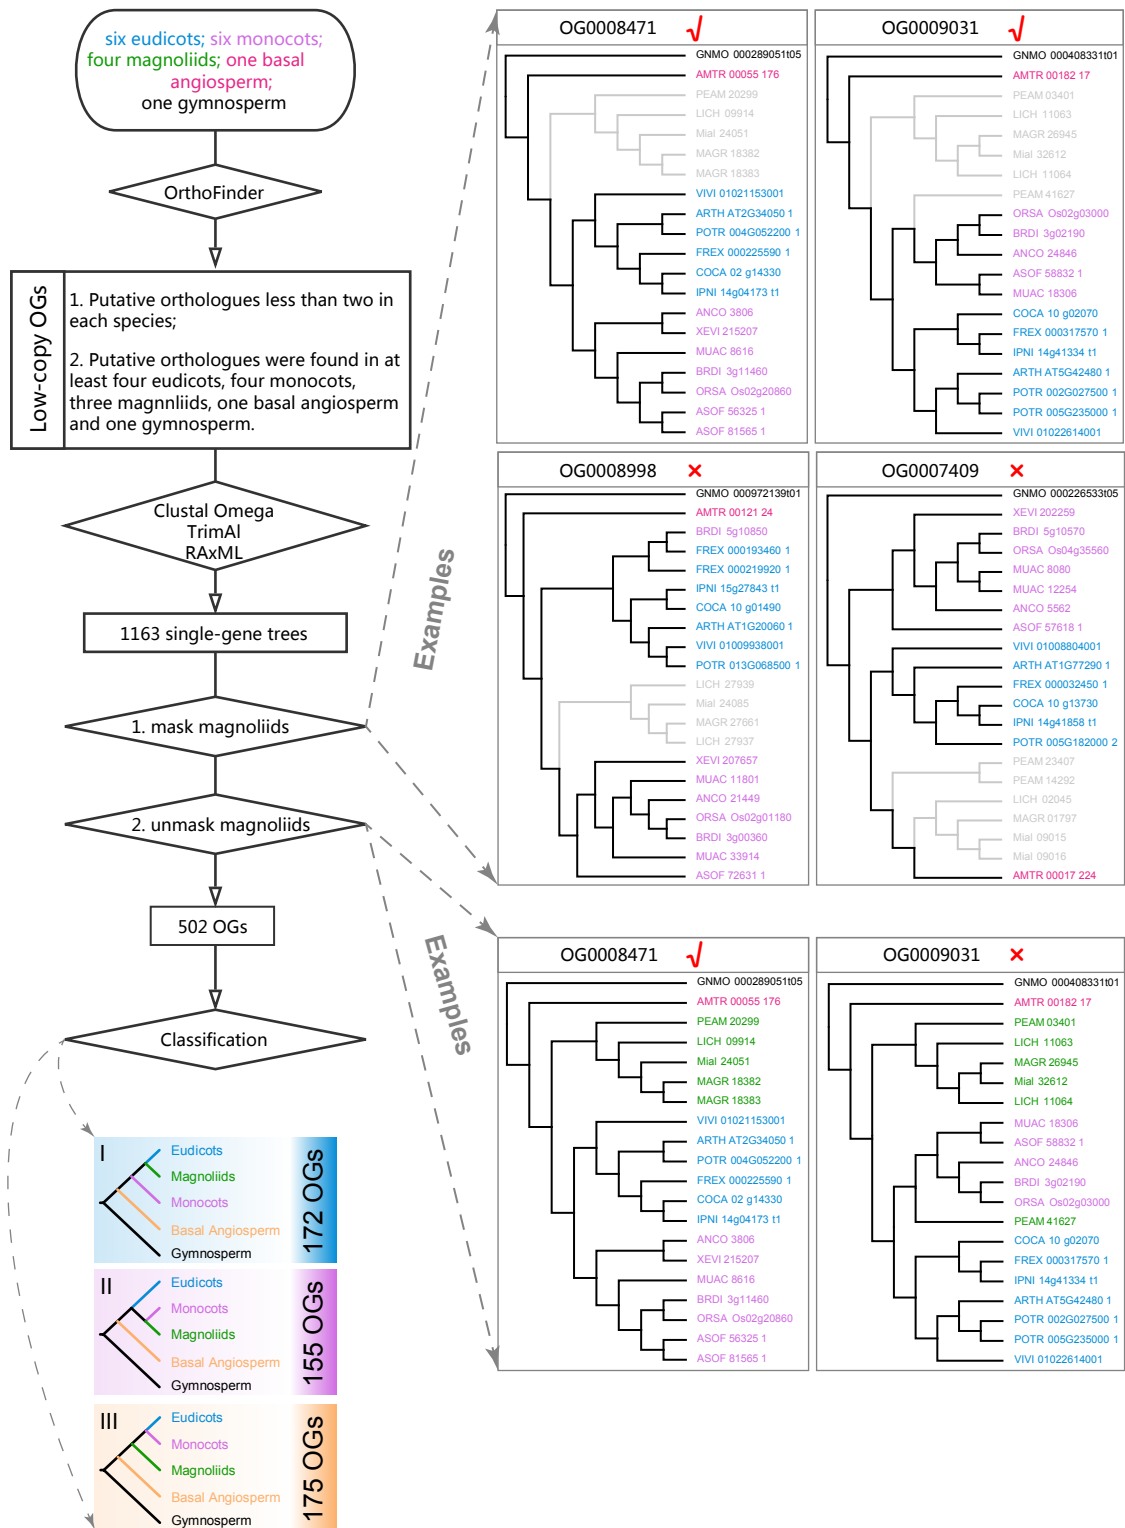 six eudicots; six monocots;
four magnoliids; one basal
angiosperm;
one gymnosperm
OrthoFinder
Low-copy OGs
1. Putative orthologues less than two in
each species;
2. Putative orthologues were found in at
least four eudicots, four monocots,
three magnnliids, one basal angiosperm
and one gymnosperm.
Clustal Omega
TrimAl
RAxML
1163 single-gene trees
1. mask magnoliids
2. unmask magnoliids
502 OGs
Classification
I
Eudicots
Magnoliids
Monocots
Basal Angiosperm
Gymnosperm
172 OGs
II
Eudicots
Monocots
Magnoliids
Basal Angiosperm
Gymnosperm
155 OGs
III
Eudicots
Monocots
Magnoliids
Basal Angiosperm
Gymnosperm
175 OGs
Examples
OG0008471 √
GNMO 000289051t05
AMTR 00055 176
PEAM 20299
LICH 09914
Mial 24051
MAGR 18382
MAGR 18383
VIVI 01021153001
ARTH AT2G34050 1
POTR 004G052200 1
FREX 000225590 1
COCA 02 g14330
IPNI 14g04173 t1
ANCO 3806
XEVI 215207
MUAC 8616
BRDI 3g11460
ORSA Os02g20860
ASOF 56325 1
ASOF 81565 1
OG0009031 √
GNMO 000408331t01
AMTR 00182 17
PEAM 03401
LICH 11063
MAGR 26945
Mial 32612
LICH 11064
PEAM 41627
ORSA Os02g03000
BRDI 3g02190
ANCO 24846
ASOF 58832 1
MUAC 18306
COCA 10 g02070
FREX 000317570 1
IPNI 14g41334 t1
ARTH AT5G42480 1
POTR 002G027500 1
POTR 005G235000 1
VIVI 01022614001
OG0008998 ×
GNMO 000972139t01
AMTR 00121 24
BRDI 5g10850
FREX 000193460 1
FREX 000219920 1
IPNI 15g27843 t1
COCA 10 g01490
ARTH AT1G20060 1
VIVI 01009938001
POTR 013G068500 1
LICH 27939
Mial 24085
MAGR 27661
LICH 27937
XEVI 207657
MUAC 11801
ANCO 21449
ORSA Os02g01180
BRDI 3g00360
MUAC 33914
ASOF 72631 1
OG0007409 ×
GNMO 000226533t05
XEVI 202259
BRDI 5g10570
ORSA Os04g35560
MUAC 8080
MUAC 12254
ANCO 5562
ASOF 57618 1
VIVI 01008804001
ARTH AT1G77290 1
FREX 000032450 1
COCA 10 g13730
IPNI 14g41858 t1
POTR 005G182000 2
PEAM 23407
PEAM 14292
LICH 02045
MAGR 01797
Mial 09015
Mial 09016
AMTR 00017 224
Examples
OG0008471 √
GNMO 000289051t05
AMTR 00055 176
PEAM 20299
LICH 09914
Mial 24051
MAGR 18382
MAGR 18383
VIVI 01021153001
ARTH AT2G34050 1
POTR 004G052200 1
FREX 000225590 1
COCA 02 g14330
IPNI 14g04173 t1
ANCO 3806
XEVI 215207
MUAC 8616
BRDI 3g11460
ORSA Os02g20860
ASOF 56325 1
ASOF 81565 1
OG0009031 ×
GNMO 000408331t01
AMTR 00182 17
PEAM 03401
LICH 11063
MAGR 26945
Mial 32612
LICH 11064
MUAC 18306
ASOF 58832 1
ANCO 24846
BRDI 3g02190
ORSA Os02g03000
PEAM 41627
COCA 10 g02070
FREX 000317570 1
IPNI 14g41334 t1
ARTH AT5G42480 1
POTR 002G027500 1
POTR 005G235000 1
VIVI 01022614001